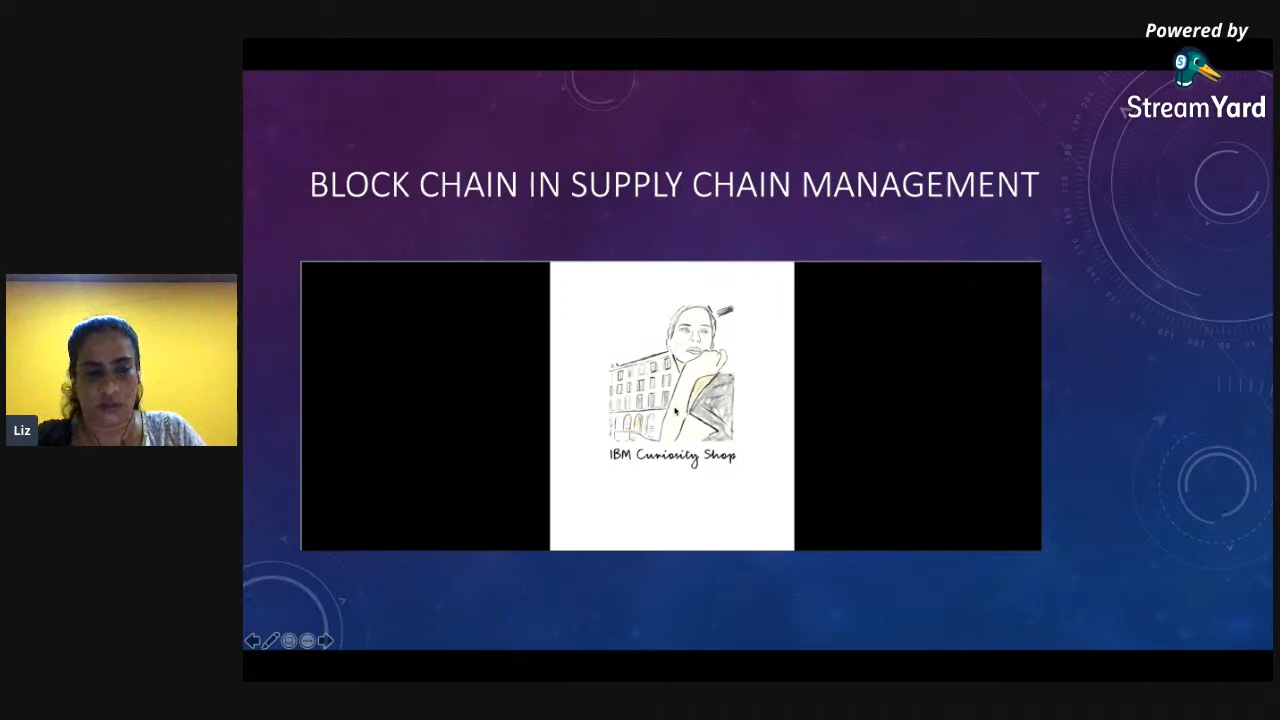 Powered by
StreamYard
BLOCK CHAIN IN SUPPLY CHAIN MANAGEMENT
IBM Curiosity Shop
Liz